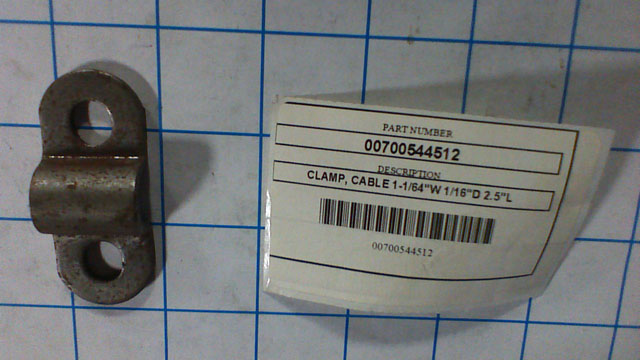 PART NUMBER
00700544512
DESCRIPTION
CLAMP, CABLE 1-1/64"W 1/16"D 2.5"L
00700544512